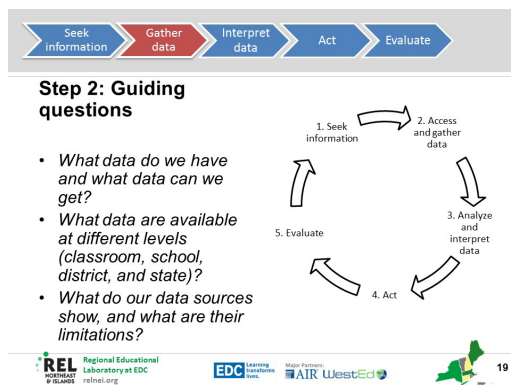 Seek
information
Gather
data
Interpret
data
Act
Evaluate
Step 2: Guiding
questions
• What data do we have
and what data can we
get?
• What data are available
at different levels
(classroom, school,
district, and state)?
• What do our data sources
show, and what are their
limitations?
1. Seek
information
2. Access
and gather
data
3. Analyze
and
interpret
data
4. Act
5. Evaluate
REL
NORTHEAST
& ISLANDS
Regional Educational
Laboratory at EDC
relnei.org
EDC
Learning
transforms
lives.
Major Partners:
AIR WestEd
19